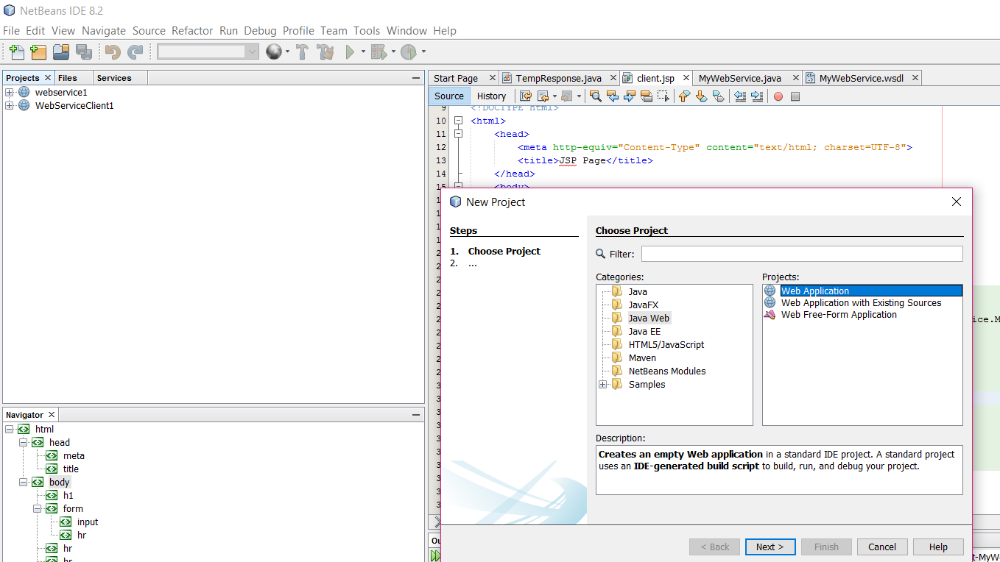 NetBeans IDE 8.2
File Edit View Navigate Source Refactor Run Debug Profile Team Tools Window Help
Projects Files Services
webservice1
WebServiceClient1
Navigator
html
head
meta
title
body
h1
form
input
hr
hr
hr
Start Page TempResponse.java client.jsp MyWebService.java MyWebService.wsdl
Source History
9 <!DOCTYPE html>
10 <html>
11 <head>
12 <meta http-equiv="Content-Type" content="text/html; charset=UTF-8">
13 <title>JSP Page</title>
14 </head>
15 <body>
New Project
Steps
1. Choose Project
2. ...
Choose Project
Filter:
Categories:
Java
JavaFX
Java Web
Java EE
HTML5/JavaScript
Maven
NetBeans Modules
Samples
Projects:
Web Application
Web Application with Existing Sources
Web Free-Form Application
Description:
Creates an empty Web application in a standard IDE project. A standard project
uses an IDE-generated build script to build, run, and debug your project.
< Back Next > Finish Cancel Help
ice.M
t-MyW